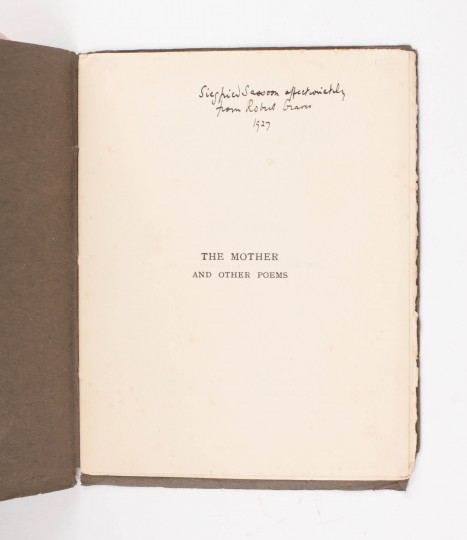 Siegfried Sassoon affectionately
from Robert Graves
1927
THE MOTHER
AND OTHER POEMS